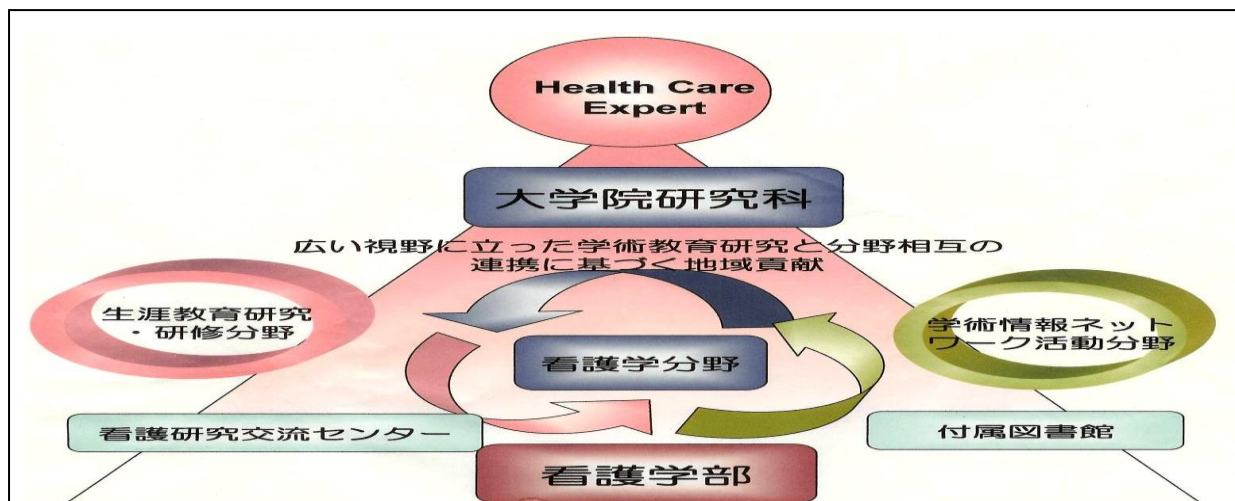 Health Care
Expert
大学院研究科
広い視野に立った学術教育研究と分野相互の
連携に基づく地域貢献
生涯教育研究
・研修分野
学術情報ネット
ワーク活動分野
看護学分野
看護研究交流センター
付属図書館
看護学部